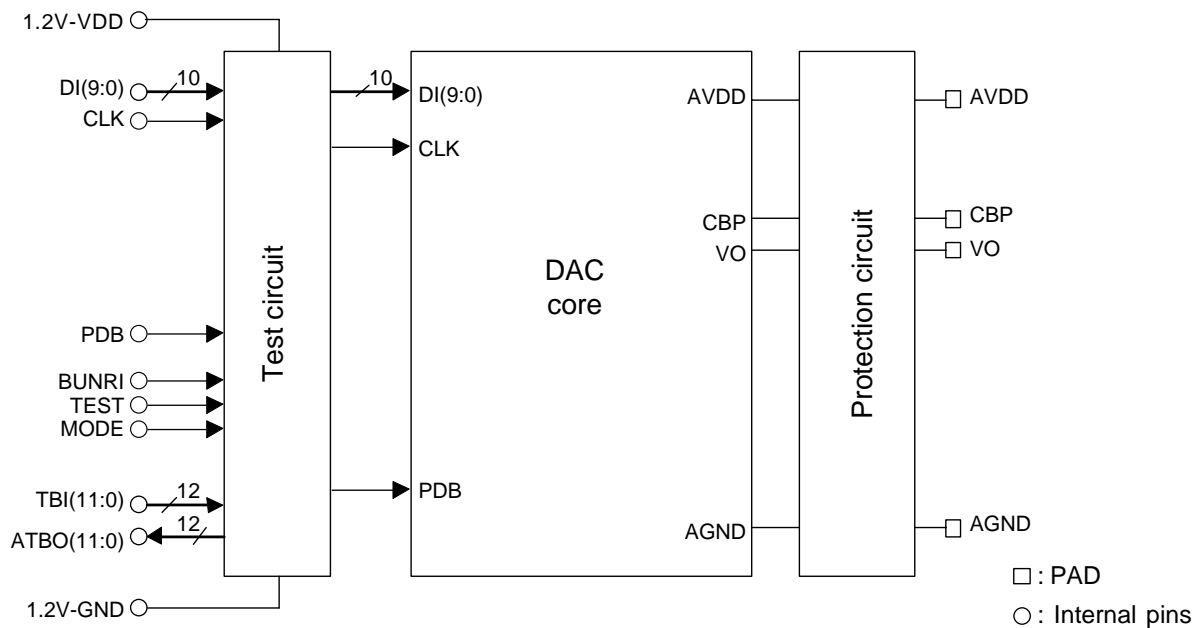 1.2V-VDD
DI(9:0)
10
CLK
PDB
BUNRI
TEST
MODE
TBI(11:0)
12
ATBO(11:0)
12
1.2V-GND
Test circuit
10
DI(9:0)
CLK
PDB
DAC
core
AVDD
CBP
VO
AGND
Protection circuit
AVDD
CBP
VO
AGND
: PAD
: Internal pins